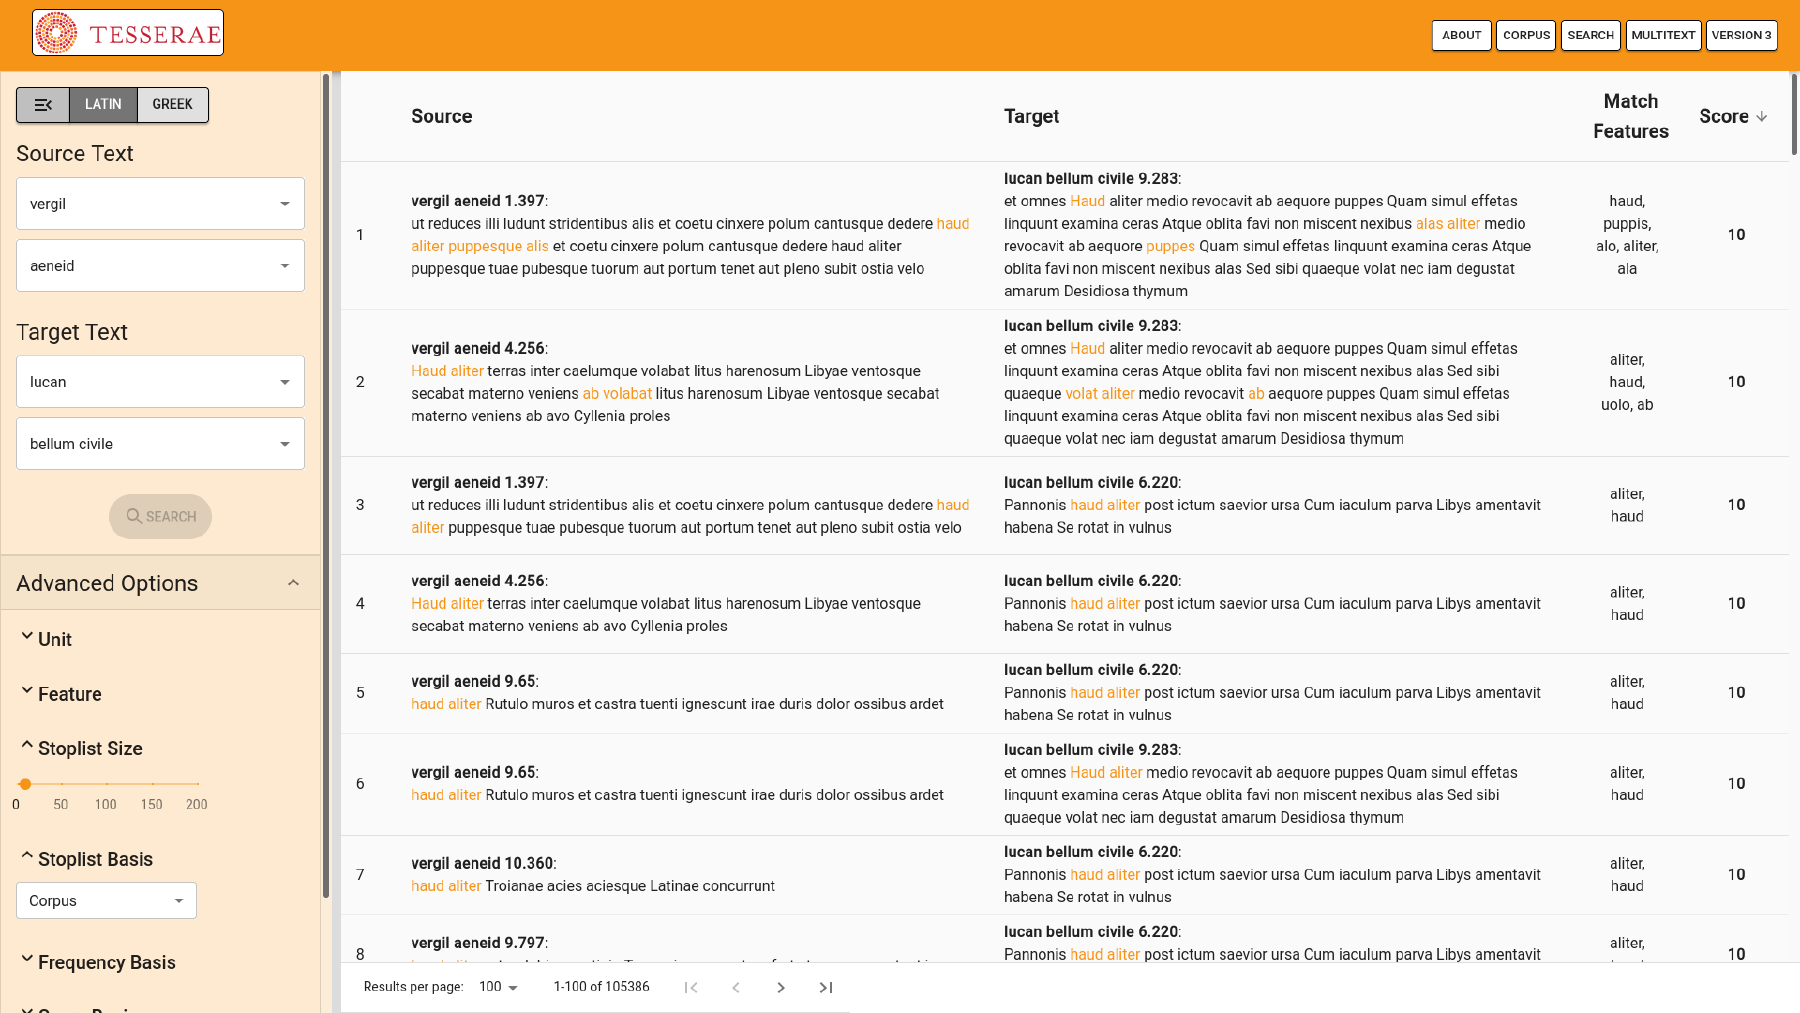 TESSERAE
ABOUT
CORPUS
SEARCH
MULTITEXT
VERSION 3
LATIN
GREEK
Source Text
vergil
aeneid
Target Text
lucan
bellum civile
SEARCH
Advanced Options
Unit
Feature
Stoplist Size
0 50 100 150 200
Stoplist Basis
Corpus
Frequency Basis
Source
Target
Match
Features
Score
1
vergil aeneid 1.397:
ut reduces illi ludunt stridentibus alis et coetu cinxere polum cantusque dedere haud
aliter puppesque alis et coetu cinxere polum cantusque dedere haud aliter
puppesque tuae pubesque tuorum aut portum tenet aut pleno subit ostia velo
lucan bellum civile 9.283:
et omnes Haud aliter medio revocavit ab aequore puppes Quam simul effetas
linquunt examina ceras Atque oblita favi non miscent nexibus alas aliter medio
revocavit ab aequore puppes Quam simul effetas linquunt examina ceras Atque
oblita favi non miscent nexibus alas Sed sibi quaeque volat nec iam degustat
amarum Desidiosa thymum
haud,
puppis,
alo, aliter,
ala
10
2
vergil aeneid 4.256:
Haud aliter terras inter caelumque volabat litus harenosum Libyae ventosque
secabat materno veniens ab volabat litus harenosum Libyae ventosque secabat
materno veniens ab avo Cyllenia proles
lucan bellum civile 9.283:
et omnes Haud aliter medio revocavit ab aequore puppes Quam simul effetas
linquunt examina ceras Atque oblita favi non miscent nexibus alas Sed sibi
quaeque volat aliter medio revocavit ab aequore puppes Quam simul effetas
linquunt examina ceras Atque oblita favi non miscent nexibus alas Sed sibi
quaeque volat nec iam degustat amarum Desidiosa thymum
aliter,
haud,
uolo, ab
10
3
vergil aeneid 1.397:
ut reduces illi ludunt stridentibus alis et coetu cinxere polum cantusque dedere haud
aliter puppesque tuae pubesque tuorum aut portum tenet aut pleno subit ostia velo
lucan bellum civile 6.220:
Pannonis haud aliter post ictum saevior ursa Cum iaculum parva Libys amentavit
habena Se rotat in vulnus
aliter,
haud
10
4
vergil aeneid 4.256:
Haud aliter terras inter caelumque volabat litus harenosum Libyae ventosque
secabat materno veniens ab avo Cyllenia proles
lucan bellum civile 6.220:
Pannonis haud aliter post ictum saevior ursa Cum iaculum parva Libys amentavit
habena Se rotat in vulnus
aliter,
haud
10
5
vergil aeneid 9.65:
haud aliter Rutulo muros et castra tuenti ignescunt irae duris dolor ossibus ardet
lucan bellum civile 6.220:
Pannonis haud aliter post ictum saevior ursa Cum iaculum parva Libys amentavit
habena Se rotat in vulnus
aliter,
haud
10
6
vergil aeneid 9.65:
haud aliter Rutulo muros et castra tuenti ignescunt irae duris dolor ossibus ardet
lucan bellum civile 9.283:
et omnes Haud aliter medio revocavit ab aequore puppes Quam simul effetas
linquunt examina ceras Atque oblita favi non miscent nexibus alas Sed sibi
quaeque volat nec iam degustat amarum Desidiosa thymum
aliter,
haud
10
7
vergil aeneid 10.360:
haud aliter Troianae acies aciesque Latinae concurrunt
lucan bellum civile 6.220:
Pannonis haud aliter post ictum saevior ursa Cum iaculum parva Libys amentavit
habena Se rotat in vulnus
aliter,
haud
10
8
vergil aeneid 9.797:
lucan bellum civile 6.220:
Pannonis haud aliter post ictum saevior ursa Cum iaculum parva Libys amentavit
aliter,
10
Results per page: 100 1-100 of 105386